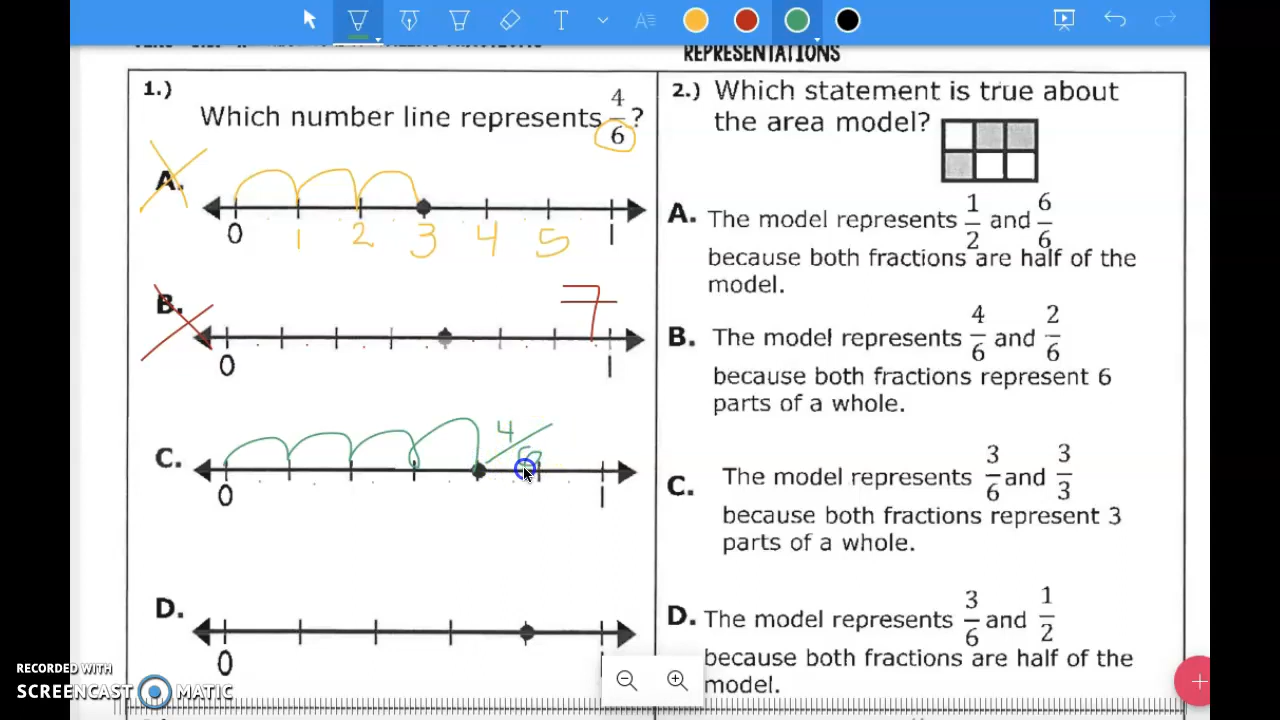 REPRESENTATIONS
1.)
Which number line represents 4/6?
A.
0 1 2 3 4 5 1
B.
7
0 1
C.
4/6
0 1
D.
0
2.) Which statement is true about
the area model?
A. The model represents 1/2 and 6/6
because both fractions are half of the
model.
B. The model represents 4/6 and 2/6
because both fractions represent 6
parts of a whole.
C. The model represents 3/6 and 3/3
because both fractions represent 3
parts of a whole.
D. The model represents 3/6 and 1/2
because both fractions are half of the
model.
RECORDED WITH
SCREENCAST MATIC